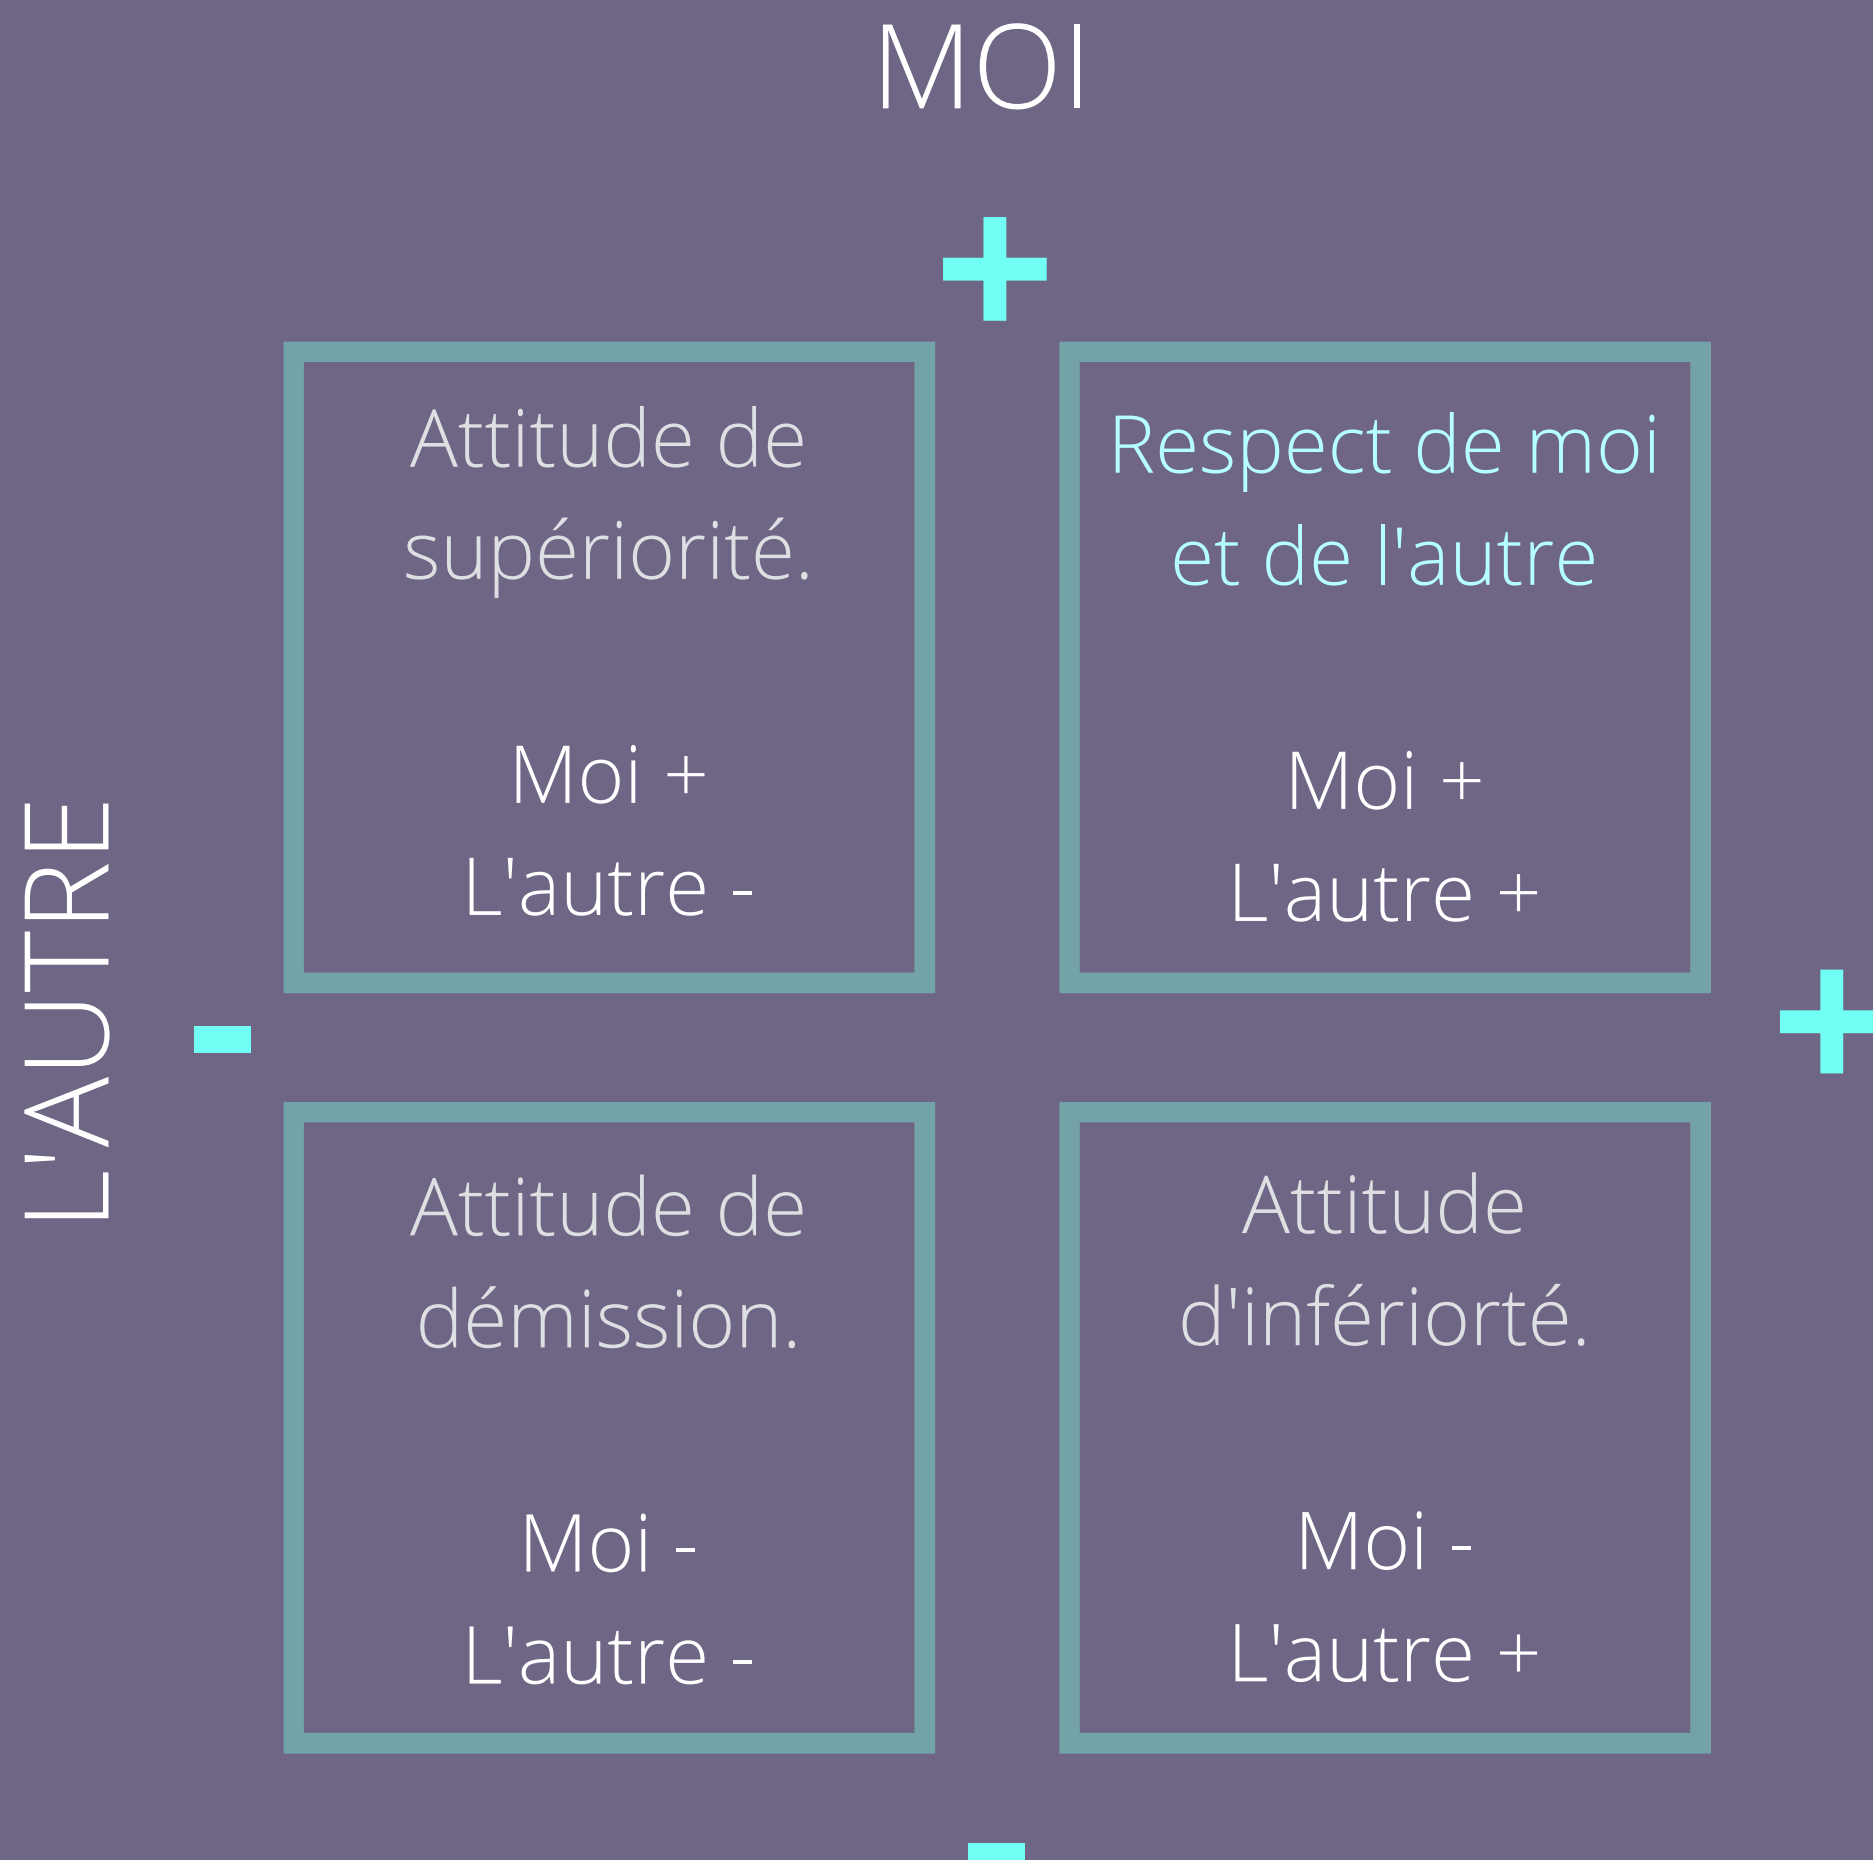 MOI
+
Attitude de
supériorité.
Moi +
L'autre -
Respect de moi
et de l'autre
Moi +
L'autre +
L'AUTRE
-
+
Attitude de
démission.
Moi -
L'autre -
Attitude
d'infériorté.
Moi -
L'autre +
-